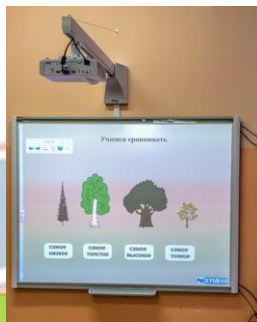 Учимся сравнивать
САМОЕ НИЗКОЕ
САМОЕ ТОЛСТОЕ
САМОЕ ВЫСОКОЕ
САМОЕ ТОНКОЕ